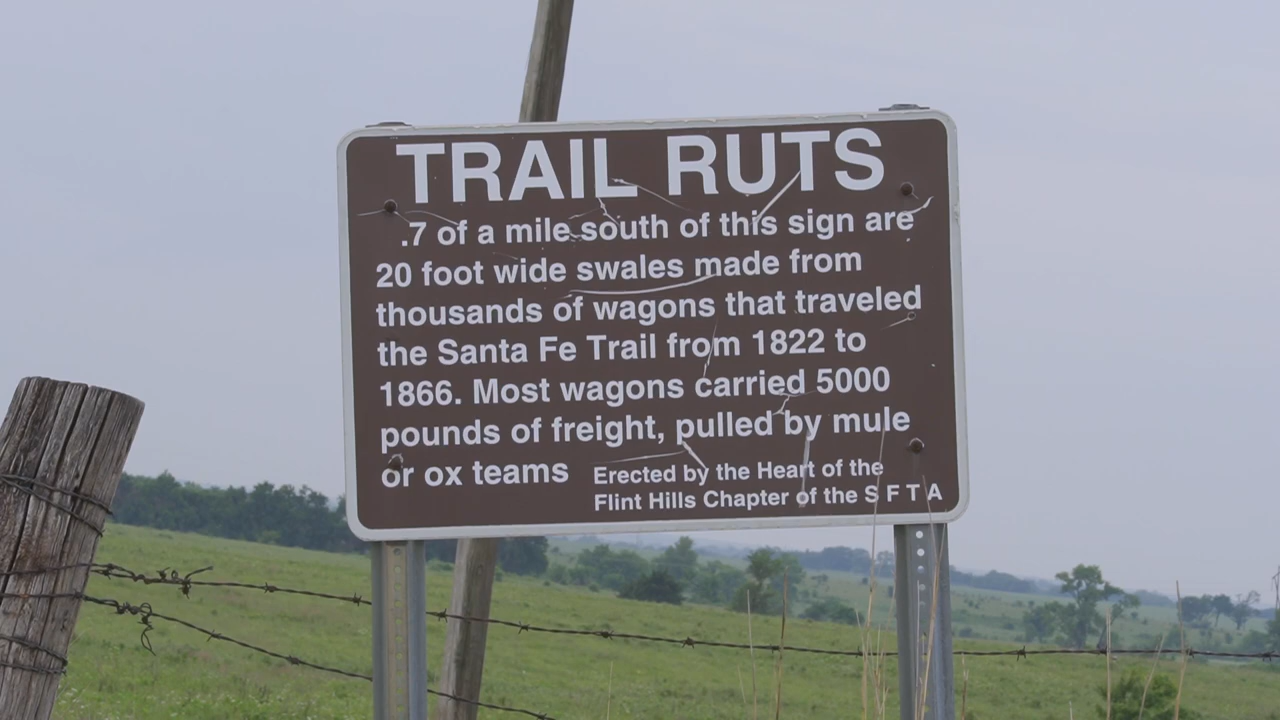 TRAIL RUTS
.7 of a mile south of this sign are
20 foot wide swales made from
thousands of wagons that traveled
the Santa Fe Trail from 1822 to
1866. Most wagons carried 5000
pounds of freight, pulled by mule
or ox teams
Erected by the Heart of the
Flint Hills Chapter of the S F T A